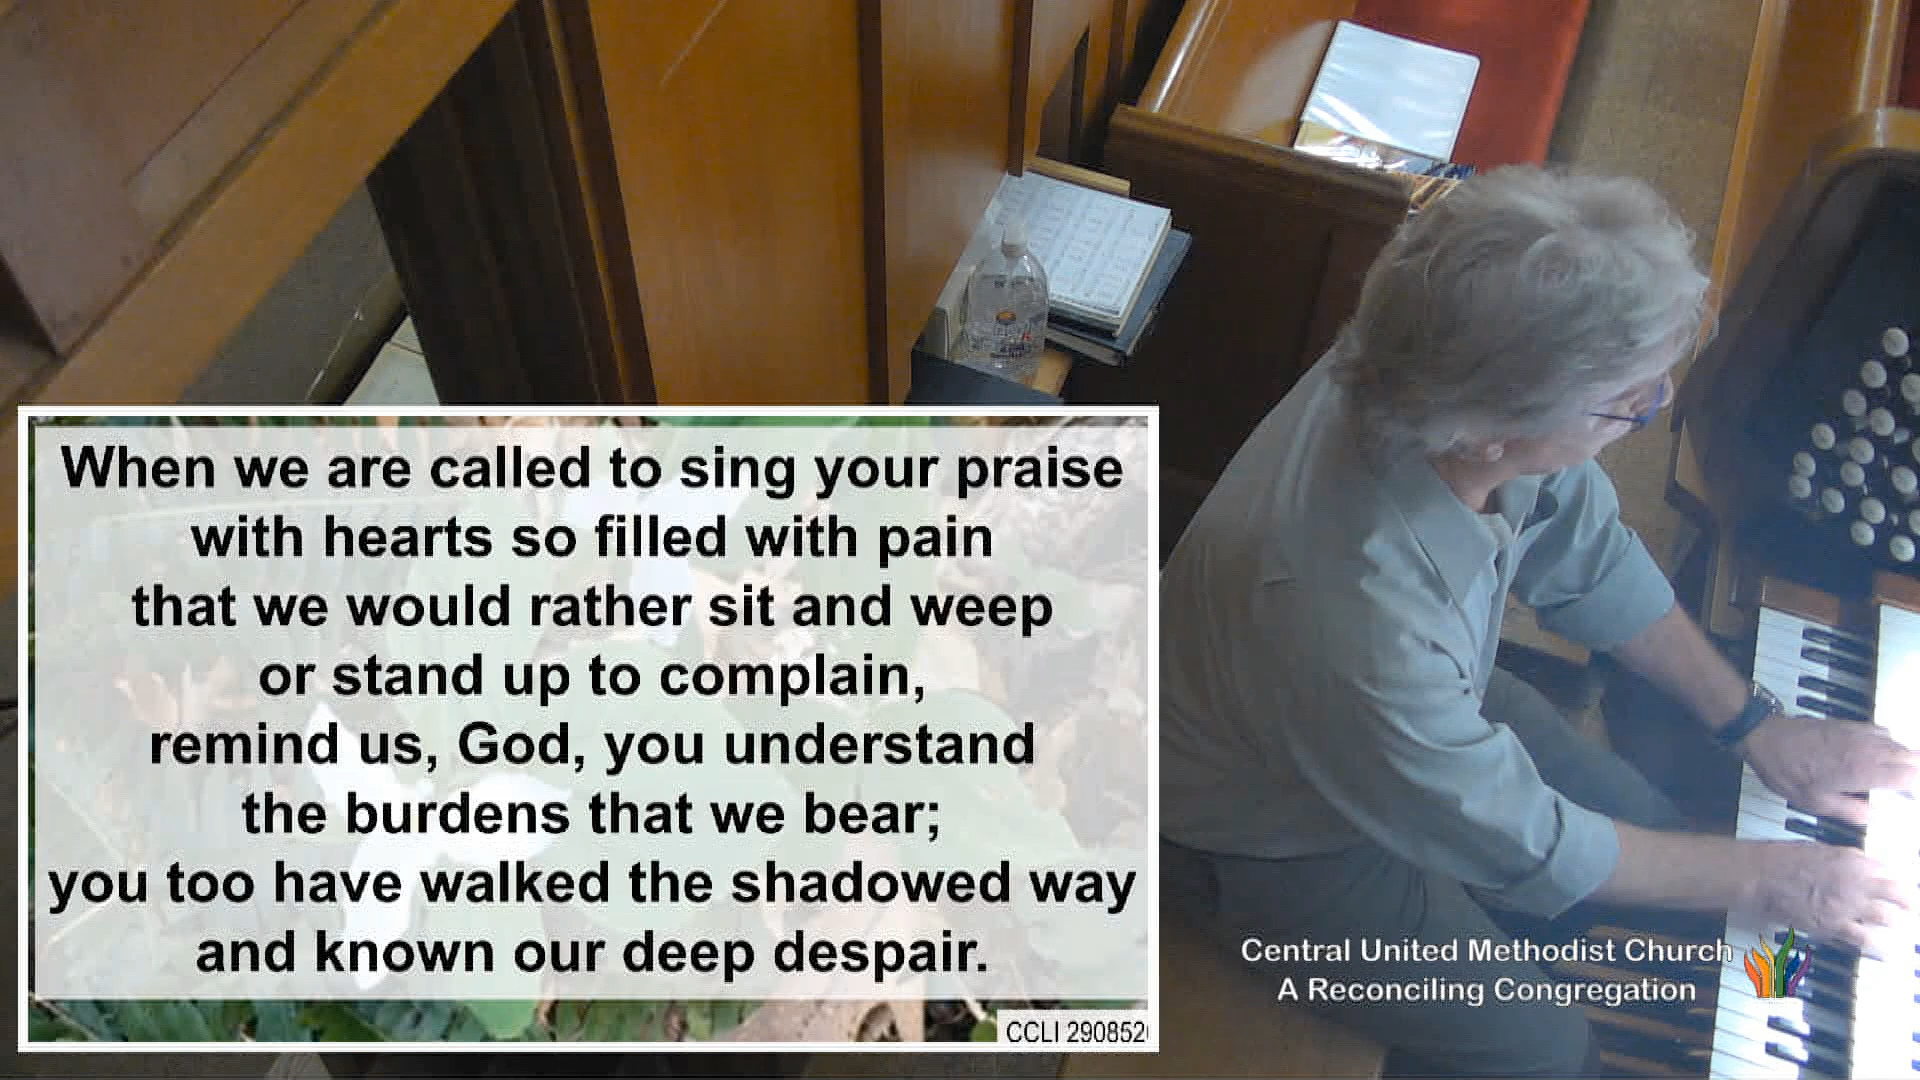 When we are called to sing your praise
with hearts so filled with pain
that we would rather sit and weep
or stand up to complain,
remind us, God, you understand
the burdens that we bear;
you too have walked the shadowed way
and known our deep despair.
CCLI 290852
Central United Methodist Church
A Reconciling Congregation